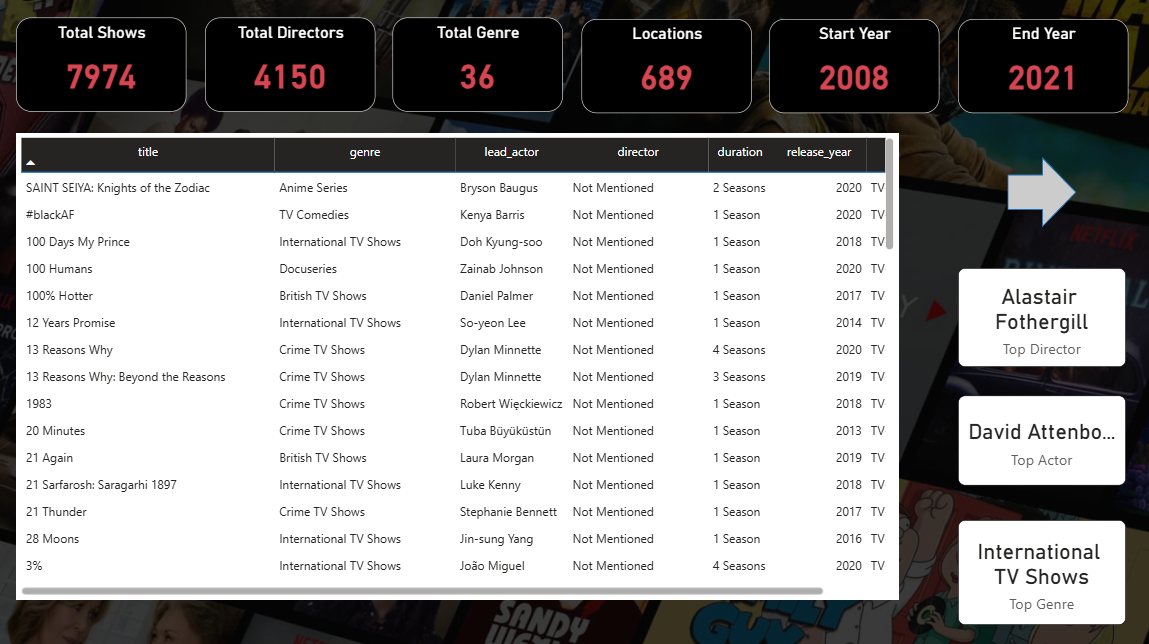 Total Shows
7974
Total Directors
4150
Total Genre
36
Locations
689
Start Year
2008
End Year
2021
title genre lead_actor director duration release_year
SAINT SEIYA: Knights of the Zodiac Anime Series Bryson Baugus Not Mentioned 2 Seasons 2020 TV
#blackAF TV Comedies Kenya Barris Not Mentioned 1 Season 2020 TV
100 Days My Prince International TV Shows Doh Kyung-soo Not Mentioned 1 Season 2018 TV
100 Humans Docuseries Zainab Johnson Not Mentioned 1 Season 2020 TV
100% Hotter British TV Shows Daniel Palmer Not Mentioned 1 Season 2017 TV
12 Years Promise International TV Shows So-yeon Lee Not Mentioned 1 Season 2014 TV
13 Reasons Why Crime TV Shows Dylan Minnette Not Mentioned 4 Seasons 2020 TV
13 Reasons Why: Beyond the Reasons Crime TV Shows Dylan Minnette Not Mentioned 3 Seasons 2019 TV
1983 Crime TV Shows Robert Więckiewicz Not Mentioned 1 Season 2018 TV
20 Minutes Crime TV Shows Tuba Büyüküstün Not Mentioned 1 Season 2013 TV
21 Again British TV Shows Laura Morgan Not Mentioned 1 Season 2019 TV
21 Sarfarosh: Saragarhi 1897 International TV Shows Luke Kenny Not Mentioned 1 Season 2018 TV
21 Thunder Crime TV Shows Stephanie Bennett Not Mentioned 1 Season 2017 TV
28 Moons International TV Shows Jin-sung Yang Not Mentioned 1 Season 2016 TV
3% International TV Shows João Miguel Not Mentioned 4 Seasons 2020 TV
NETFLIX
Alastair
Fothergill
Top Director
David Attenbo...
Top Actor
International
TV Shows
Top Genre
SANDY
GUY